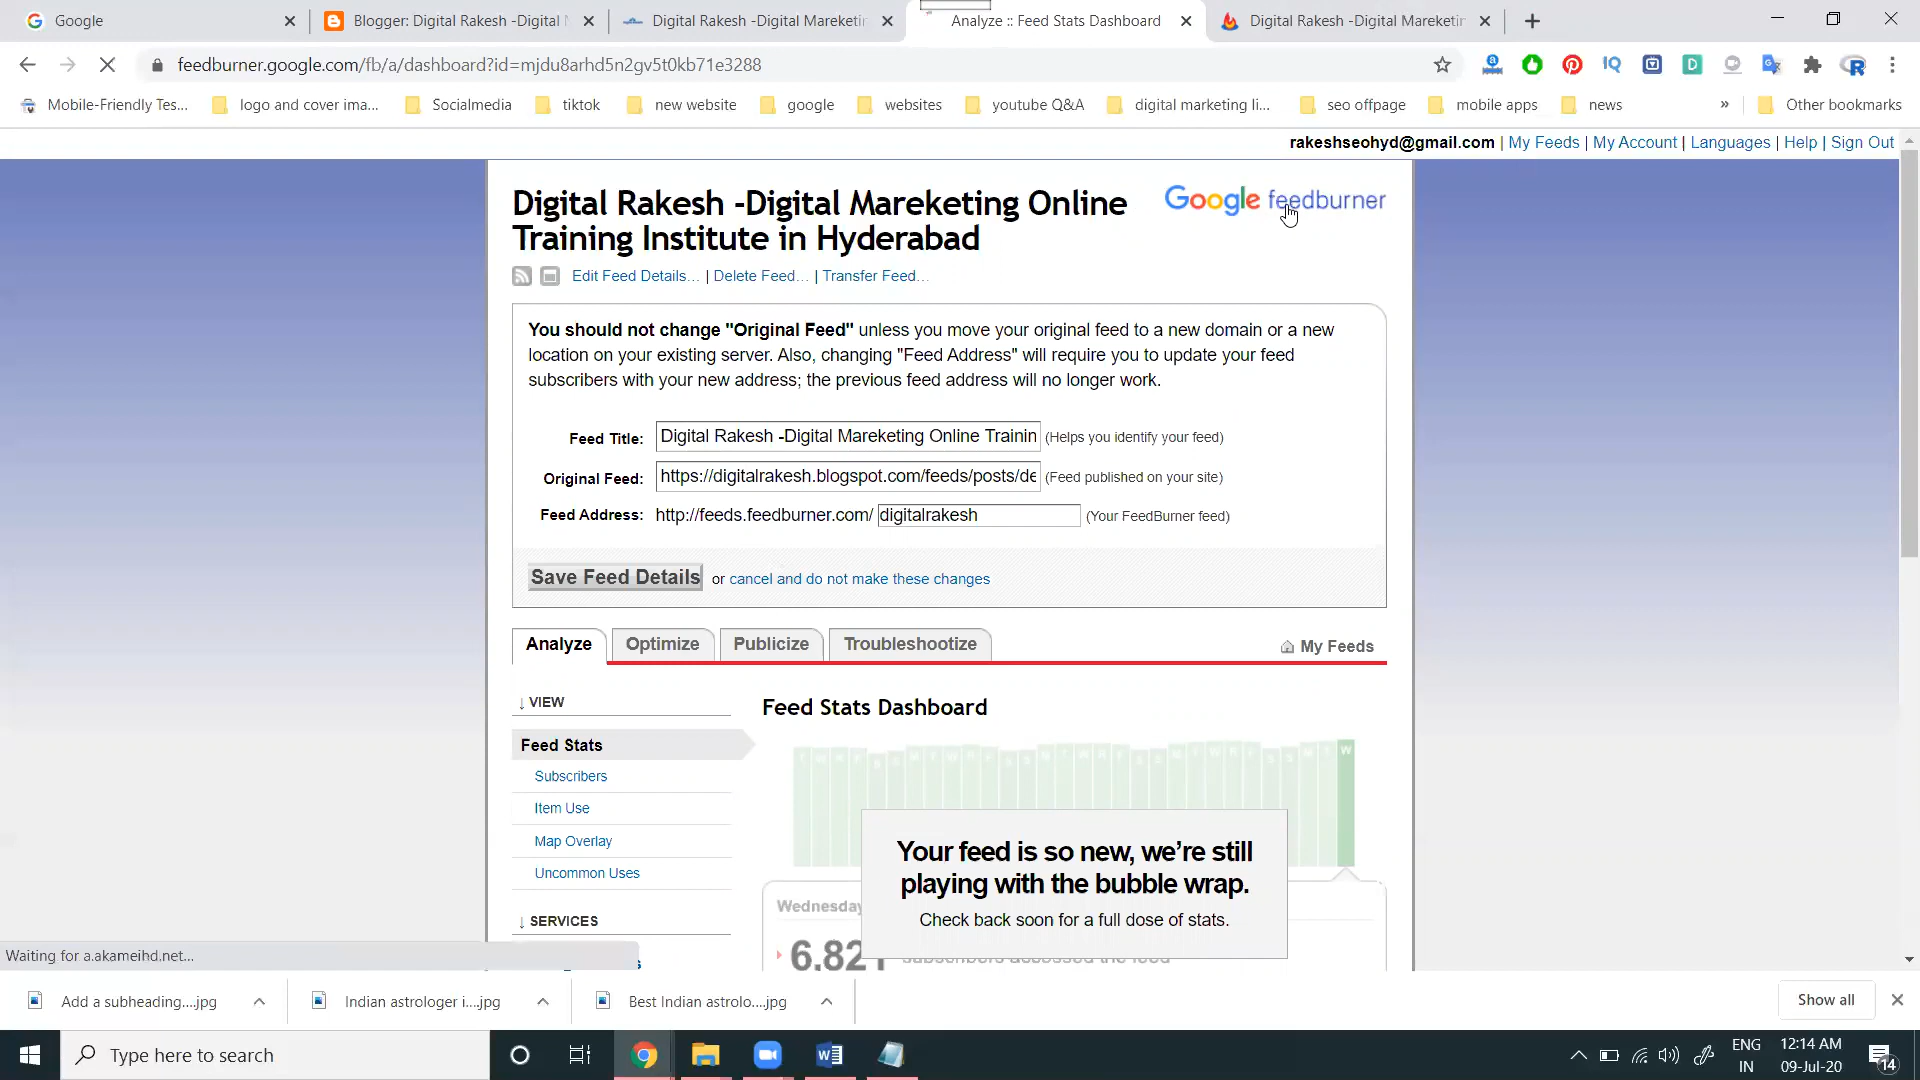 Google
Blogger: Digital Rakesh -Digital
Digital Rakesh -Digital Mareketin
Analyze :: Feed Stats Dashboard
Digital Rakesh -Digital Mareketin
feedburner.google.com/fb/a/dashboard?id=mjdu8arhd5n2gv5t0kb71e3288
Mobile-Friendly Tes...
logo and cover ima...
Socialmedia
tiktok
new website
google
websites
youtube Q&A
digital marketing li...
seo offpage
mobile apps
news
»
Other bookmarks
rakeshseohyd@gmail.com | My Feeds | My Account | Languages | Help | Sign Out
Digital Rakesh -Digital Mareketing Online
Training Institute in Hyderabad
Google feedburner
Edit Feed Details... | Delete Feed... | Transfer Feed...
You should not change "Original Feed" unless you move your original feed to a new domain or a new
location on your existing server. Also, changing "Feed Address" will require you to update your feed
subscribers with your new address; the previous feed address will no longer work.
Feed Title: Digital Rakesh -Digital Mareketing Online Trainin (Helps you identify your feed)
Original Feed: https://digitalrakesh.blogspot.com/feeds/posts/de (Feed published on your site)
Feed Address: http://feeds.feedburner.com/ digitalrakesh (Your FeedBurner feed)
Save Feed Details or cancel and do not make these changes
Analyze
Optimize
Publicize
Troubleshootize
My Feeds
↓ VIEW
Feed Stats
Subscribers
Item Use
Map Overlay
Uncommon Uses
↓ SERVICES
Feed Stats Dashboard
W
Your feed is so new, we're still
playing with the bubble wrap.
Check back soon for a full dose of stats.
Wednesday
6,821
subscribers accessed the feed
Waiting for a.akameihd.net...
Add a subheading....jpg
Indian astrologer i....jpg
Best Indian astrolo....jpg
Show all
Type here to search
ENG
IN
12:14 AM
09-Jul-20
14